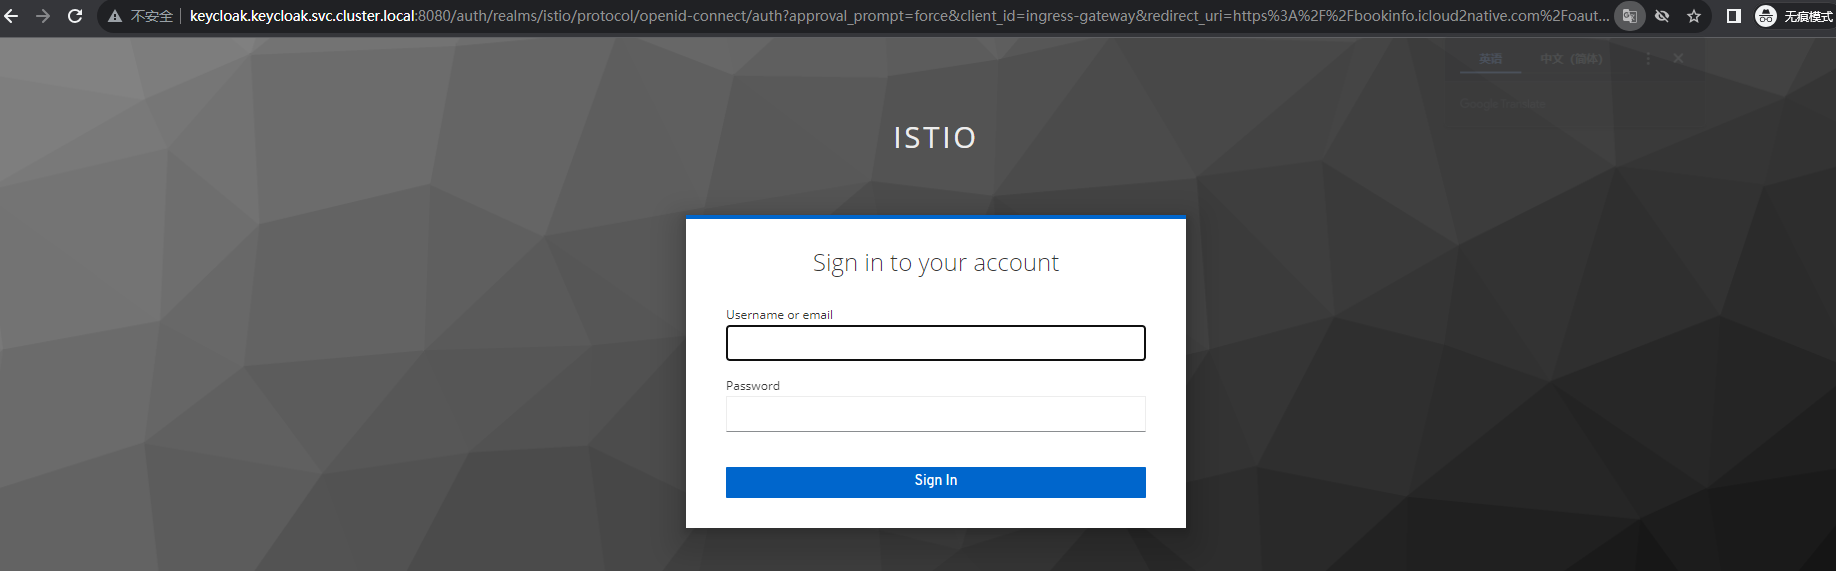 不安全 keycloak.keycloak.svc.cluster.local:8080/auth/realms/istio/protocol/openid-connect/auth?approval_prompt=force&client_id=ingress-gateway&redirect_uri=https%3A%2F%2Fbookinfo.icloud2native.com%2Foaut... 无痕模式
英语 中文（简体）
Google Translate
ISTIO
Sign in to your account
Username or email
Password
Sign In